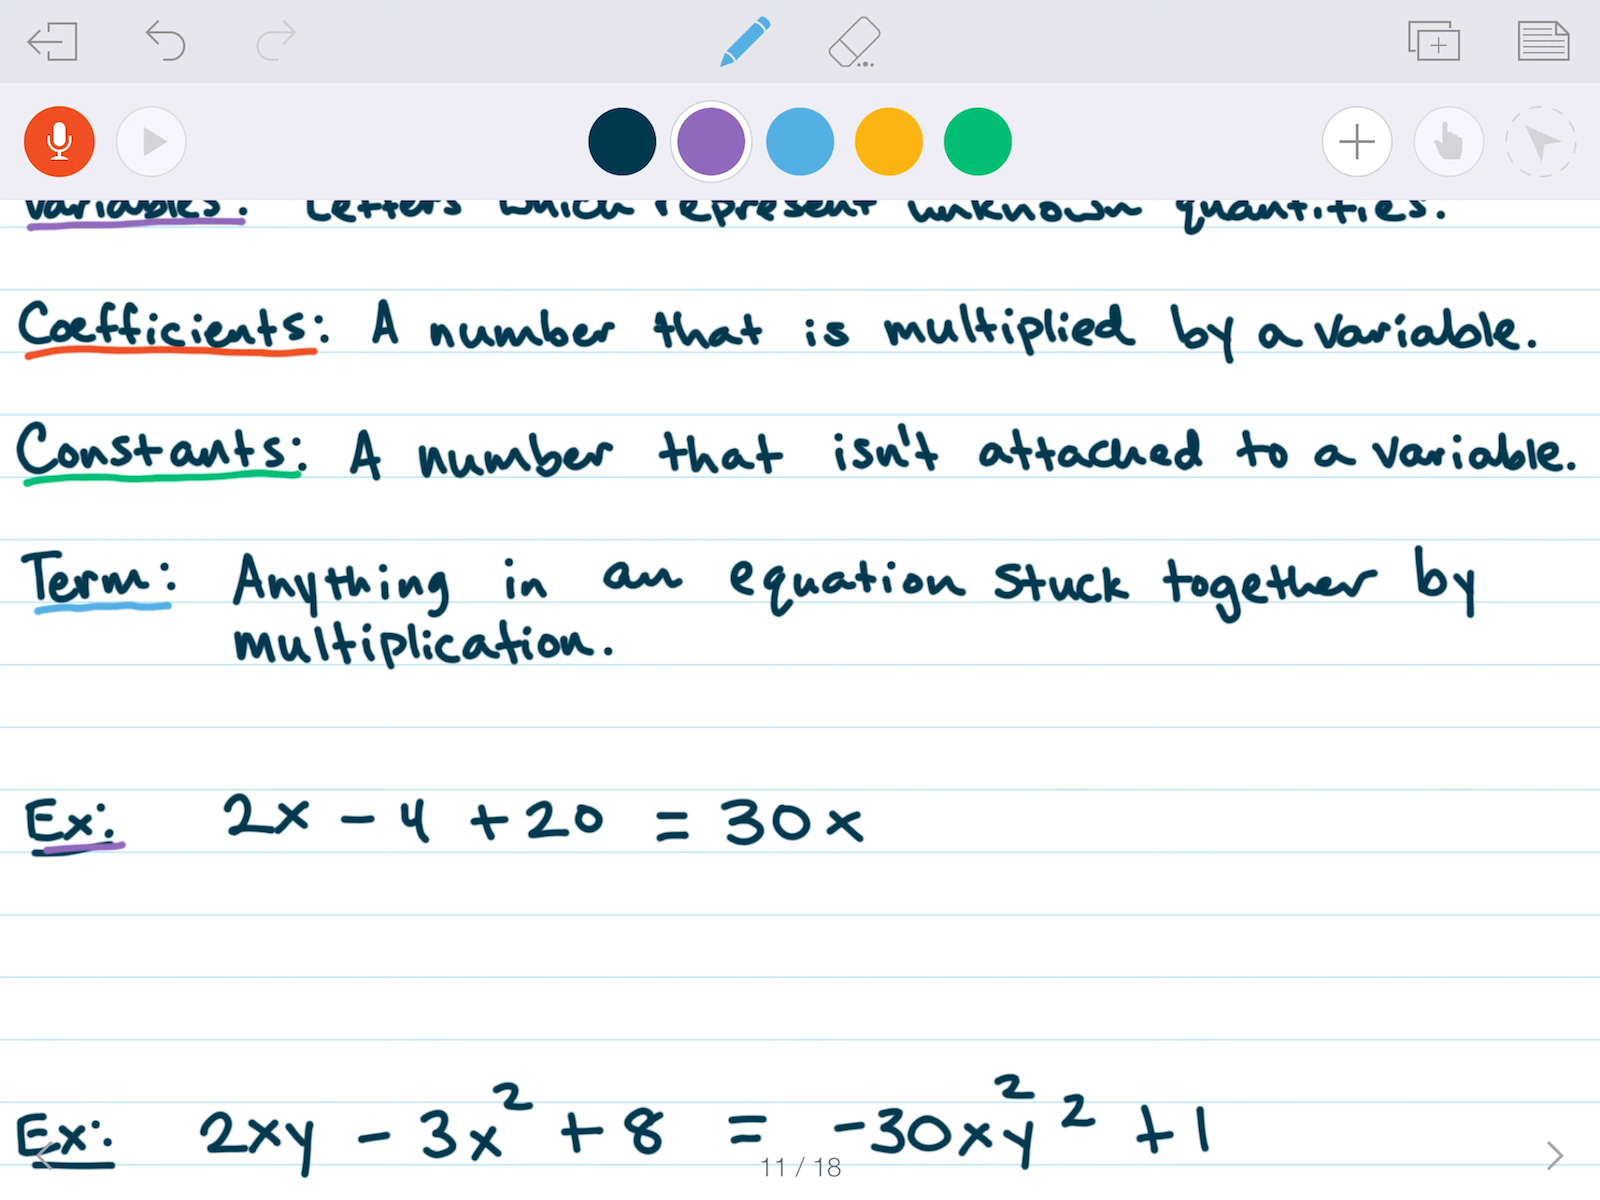 Variables: Letters which represent unknown quantities.
Coefficients: A number that is multiplied by a variable.
Constants: A number that isn't attached to a variable.
Term: Anything in an equation stuck together by
multiplication.
Ex: 2x - 4 + 20 = 30x
Ex: 2xy - 3x² + 8 = -30x²y² + 1
11 / 18